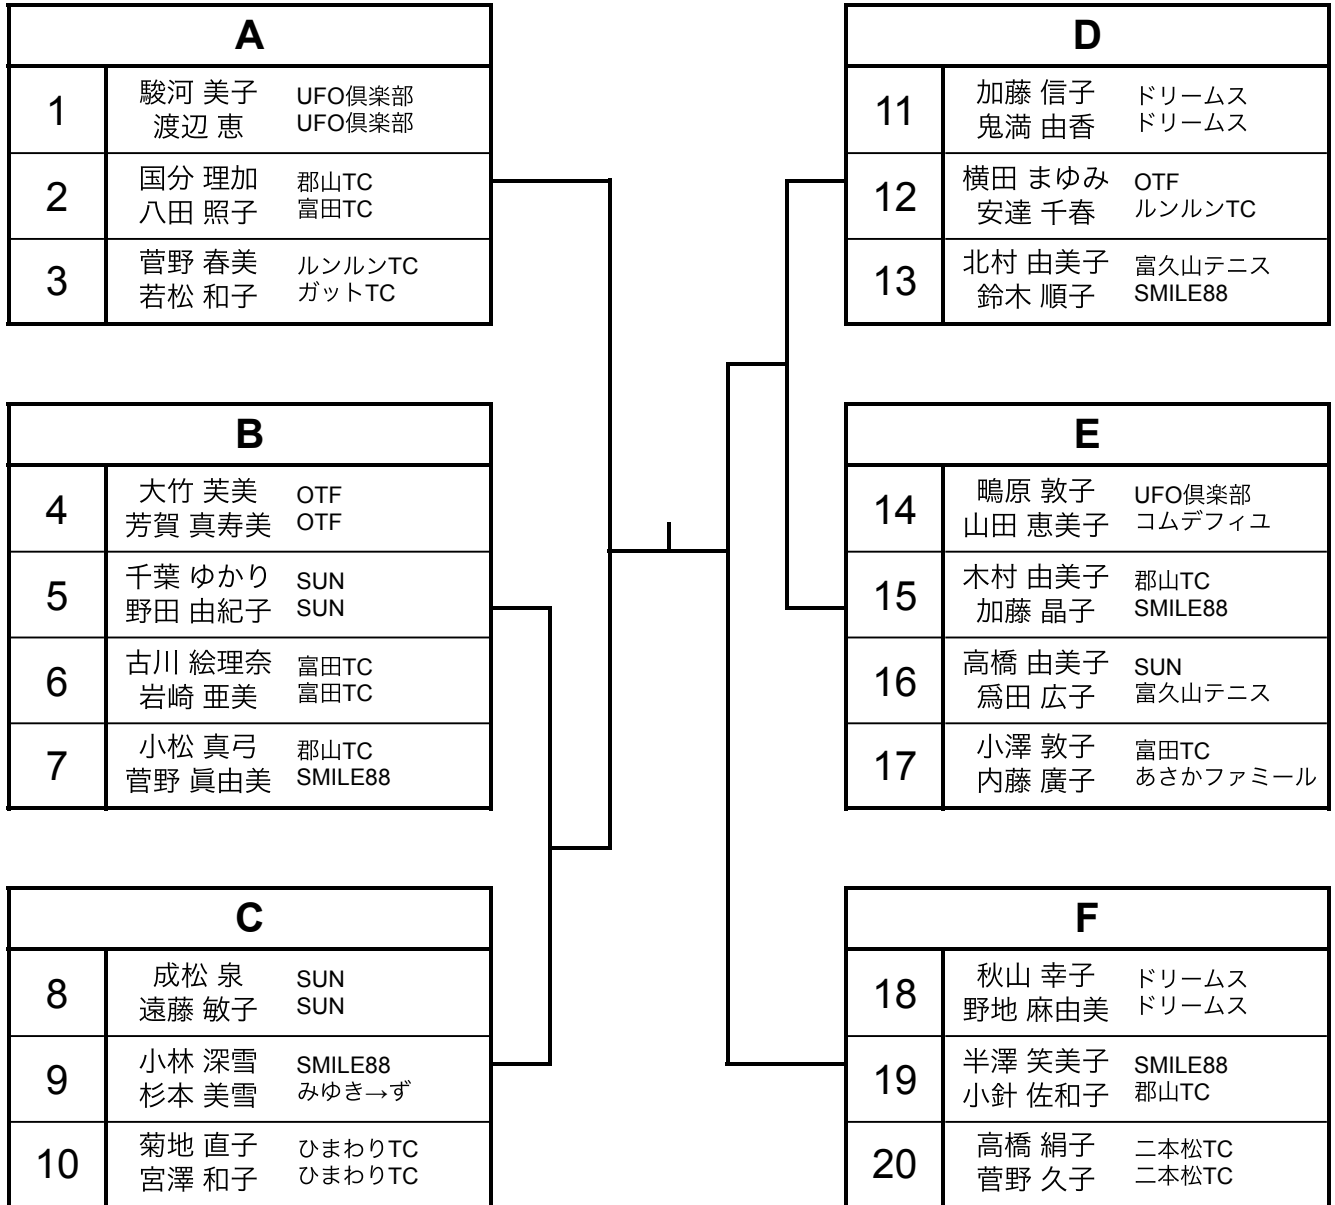 A
1
駿河 美子 UFO倶楽部
渡辺 恵 UFO倶楽部
2
国分 理加 郡山TC
八田 照子 富田TC
3
菅野 春美 ルンルンTC
若松 和子 ガットTC
B
4
大竹 芙美 OTF
芳賀 真寿美 OTF
5
千葉 ゆかり SUN
野田 由紀子 SUN
6
古川 絵理奈 富田TC
岩崎 亜美 富田TC
7
小松 真弓 郡山TC
菅野 眞由美 SMILE88
C
8
成松 泉 SUN
遠藤 敏子 SUN
9
小林 深雪 SMILE88
杉本 美雪 みゆき→ず
10
菊地 直子 ひまわりTC
宮澤 和子 ひまわりTC
D
11
加藤 信子 ドリームス
鬼満 由香 ドリームス
12
横田 まゆみ OTF
安達 千春 ルンルンTC
13
北村 由美子 富久山テニス
鈴木 順子 SMILE88
E
14
鴫原 敦子 UFO倶楽部
山田 恵美子 コムデフィユ
15
木村 由美子 郡山TC
加藤 晶子 SMILE88
16
高橋 由美子 SUN
爲田 広子 富久山テニス
17
小澤 敦子 富田TC
内藤 廣子 あさかファミール
F
18
秋山 幸子 ドリームス
野地 麻由美 ドリームス
19
半澤 笑美子 SMILE88
小針 佐和子 郡山TC
20
高橋 絹子 二本松TC
菅野 久子 二本松TC